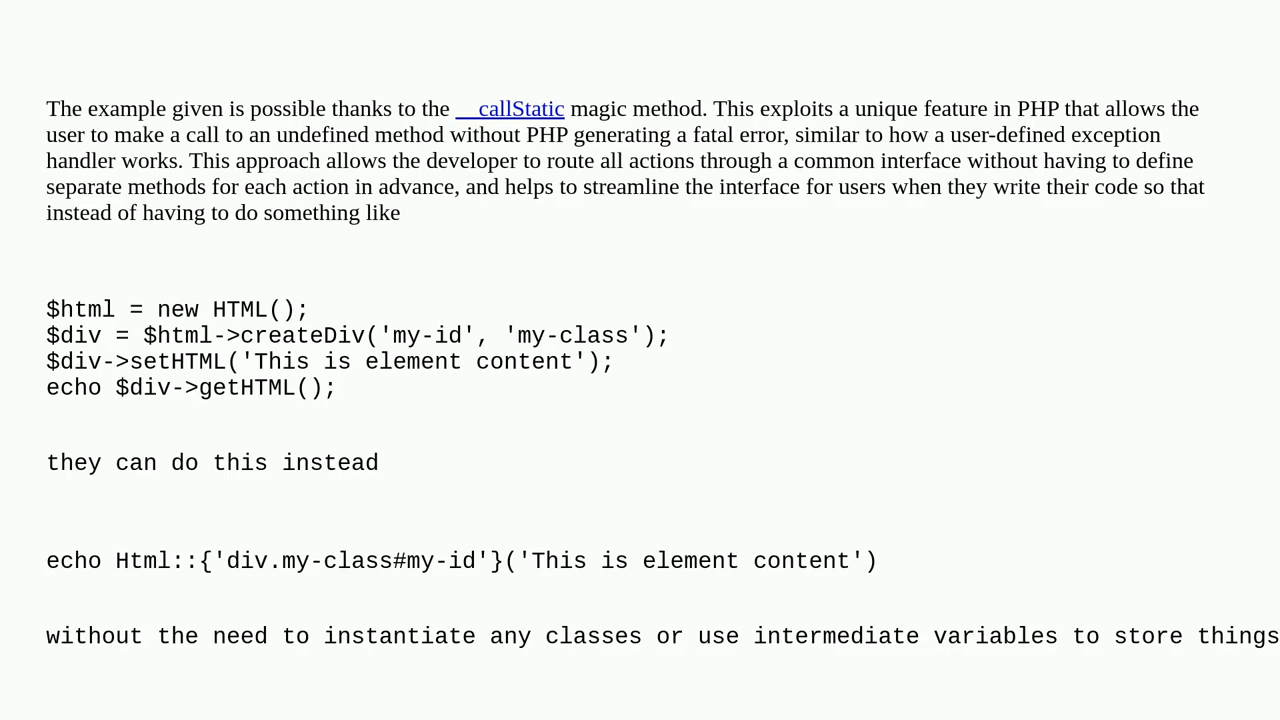 The example given is possible thanks to the __callStatic magic method. This exploits a unique feature in PHP that allows the
user to make a call to an undefined method without PHP generating a fatal error, similar to how a user-defined exception
handler works. This approach allows the developer to route all actions through a common interface without having to define
separate methods for each action in advance, and helps to streamline the interface for users when they write their code so that
instead of having to do something like
$html = new HTML();
$div = $html->createDiv('my-id', 'my-class');
$div->setHTML('This is element content');
echo $div->getHTML();
they can do this instead
echo Html::{'div.my-class#my-id'}('This is element content')
without the need to instantiate any classes or use intermediate variables to store things